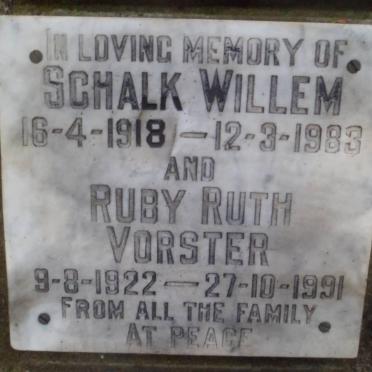 IN LOVING MEMORY OF
SCHALK WILLEM
16-4-1918 — 12-3-1983
AND
RUBY RUTH
VORSTER
9-8-1922 — 27-10-1991
FROM ALL THE FAMILY
AT PEACE